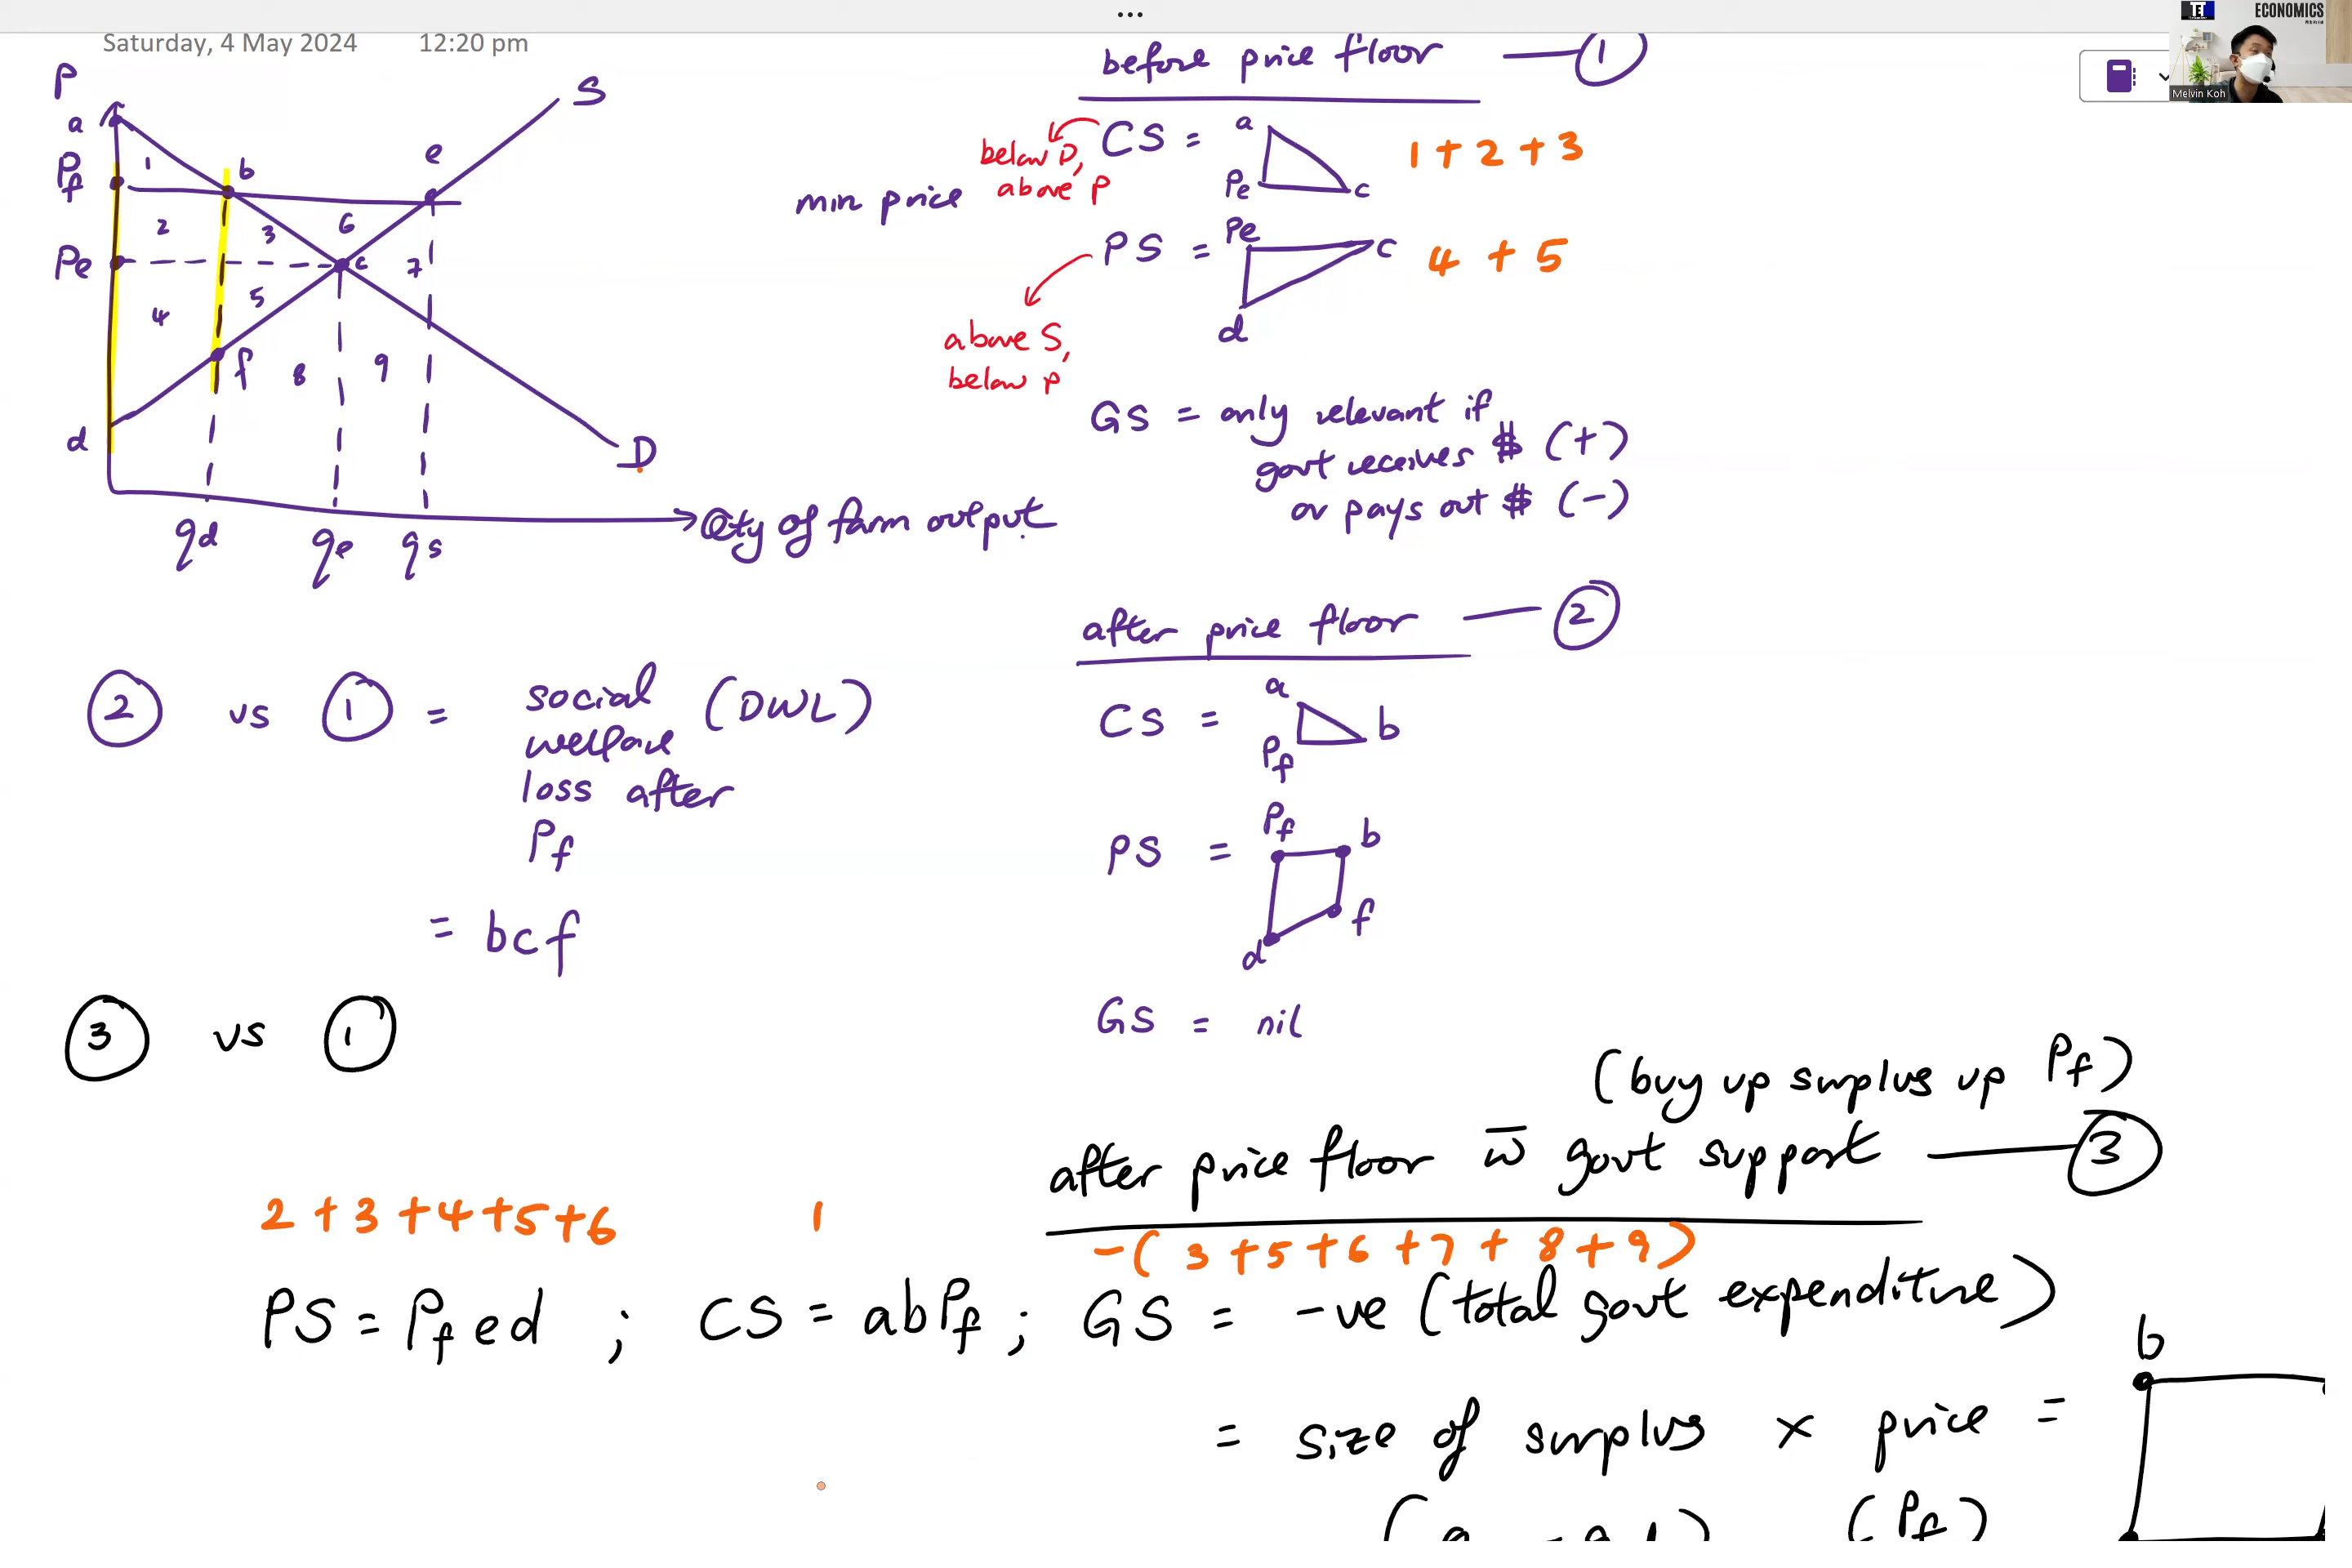 ...
ECONOMICS
Saturday, 4 May 2024 12:20 pm
Melvin Koh
P
a
Pf
Pe
d
1
2
3
4
5
6
7
8
9
b
e
c
f
S
D
qd qe qs
Qty of farm output
min price
before price floor — 1
below D,
above P
CS = a Pe c 1 + 2 + 3
PS = Pe c d 4 + 5
above S,
below P
GS = only relevant if
govt receives $ (+)
or pays out $ (-)
after price floor — 2
CS = a Pf b
PS = Pf b f d
GS = nil
2 vs 1 = social (DWL)
welfare
loss after
Pf
= bcf
3 vs 1
(buy up surplus up Pf)
after price floor w̄ govt support — 3
2 + 3 + 4 + 5 + 6 1 - ( 3 + 5 + 6 + 7 + 8 + 9 )
PS = Pf e d ; CS = abPf ; GS = -ve (total govt expenditure)
b
= size of surplus x price =
(Pf)